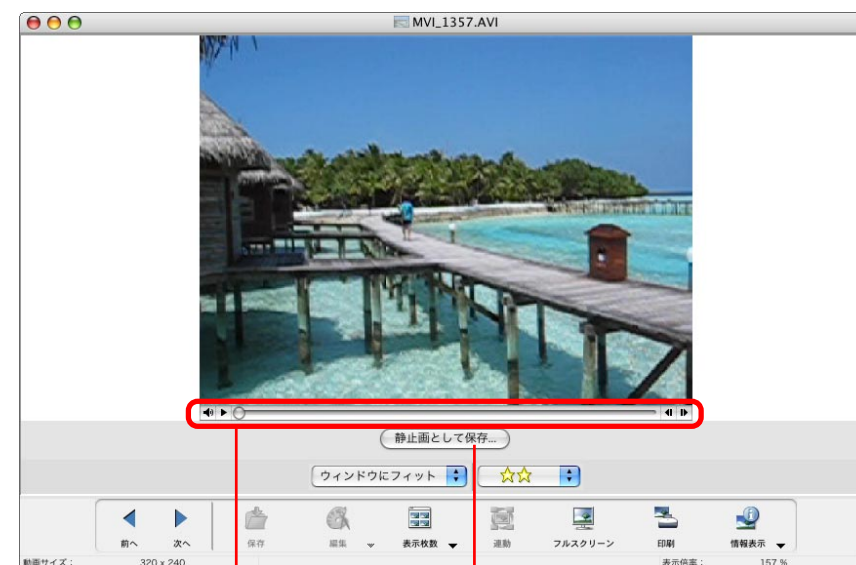 MVI_1357.AVI
静止画として保存...
ウィンドウにフィット
前へ 次へ 保存 編集 表示枚数 連動 フルスクリーン 印刷 情報表示
動画サイズ： 320 x 240 表示倍率： 157 %